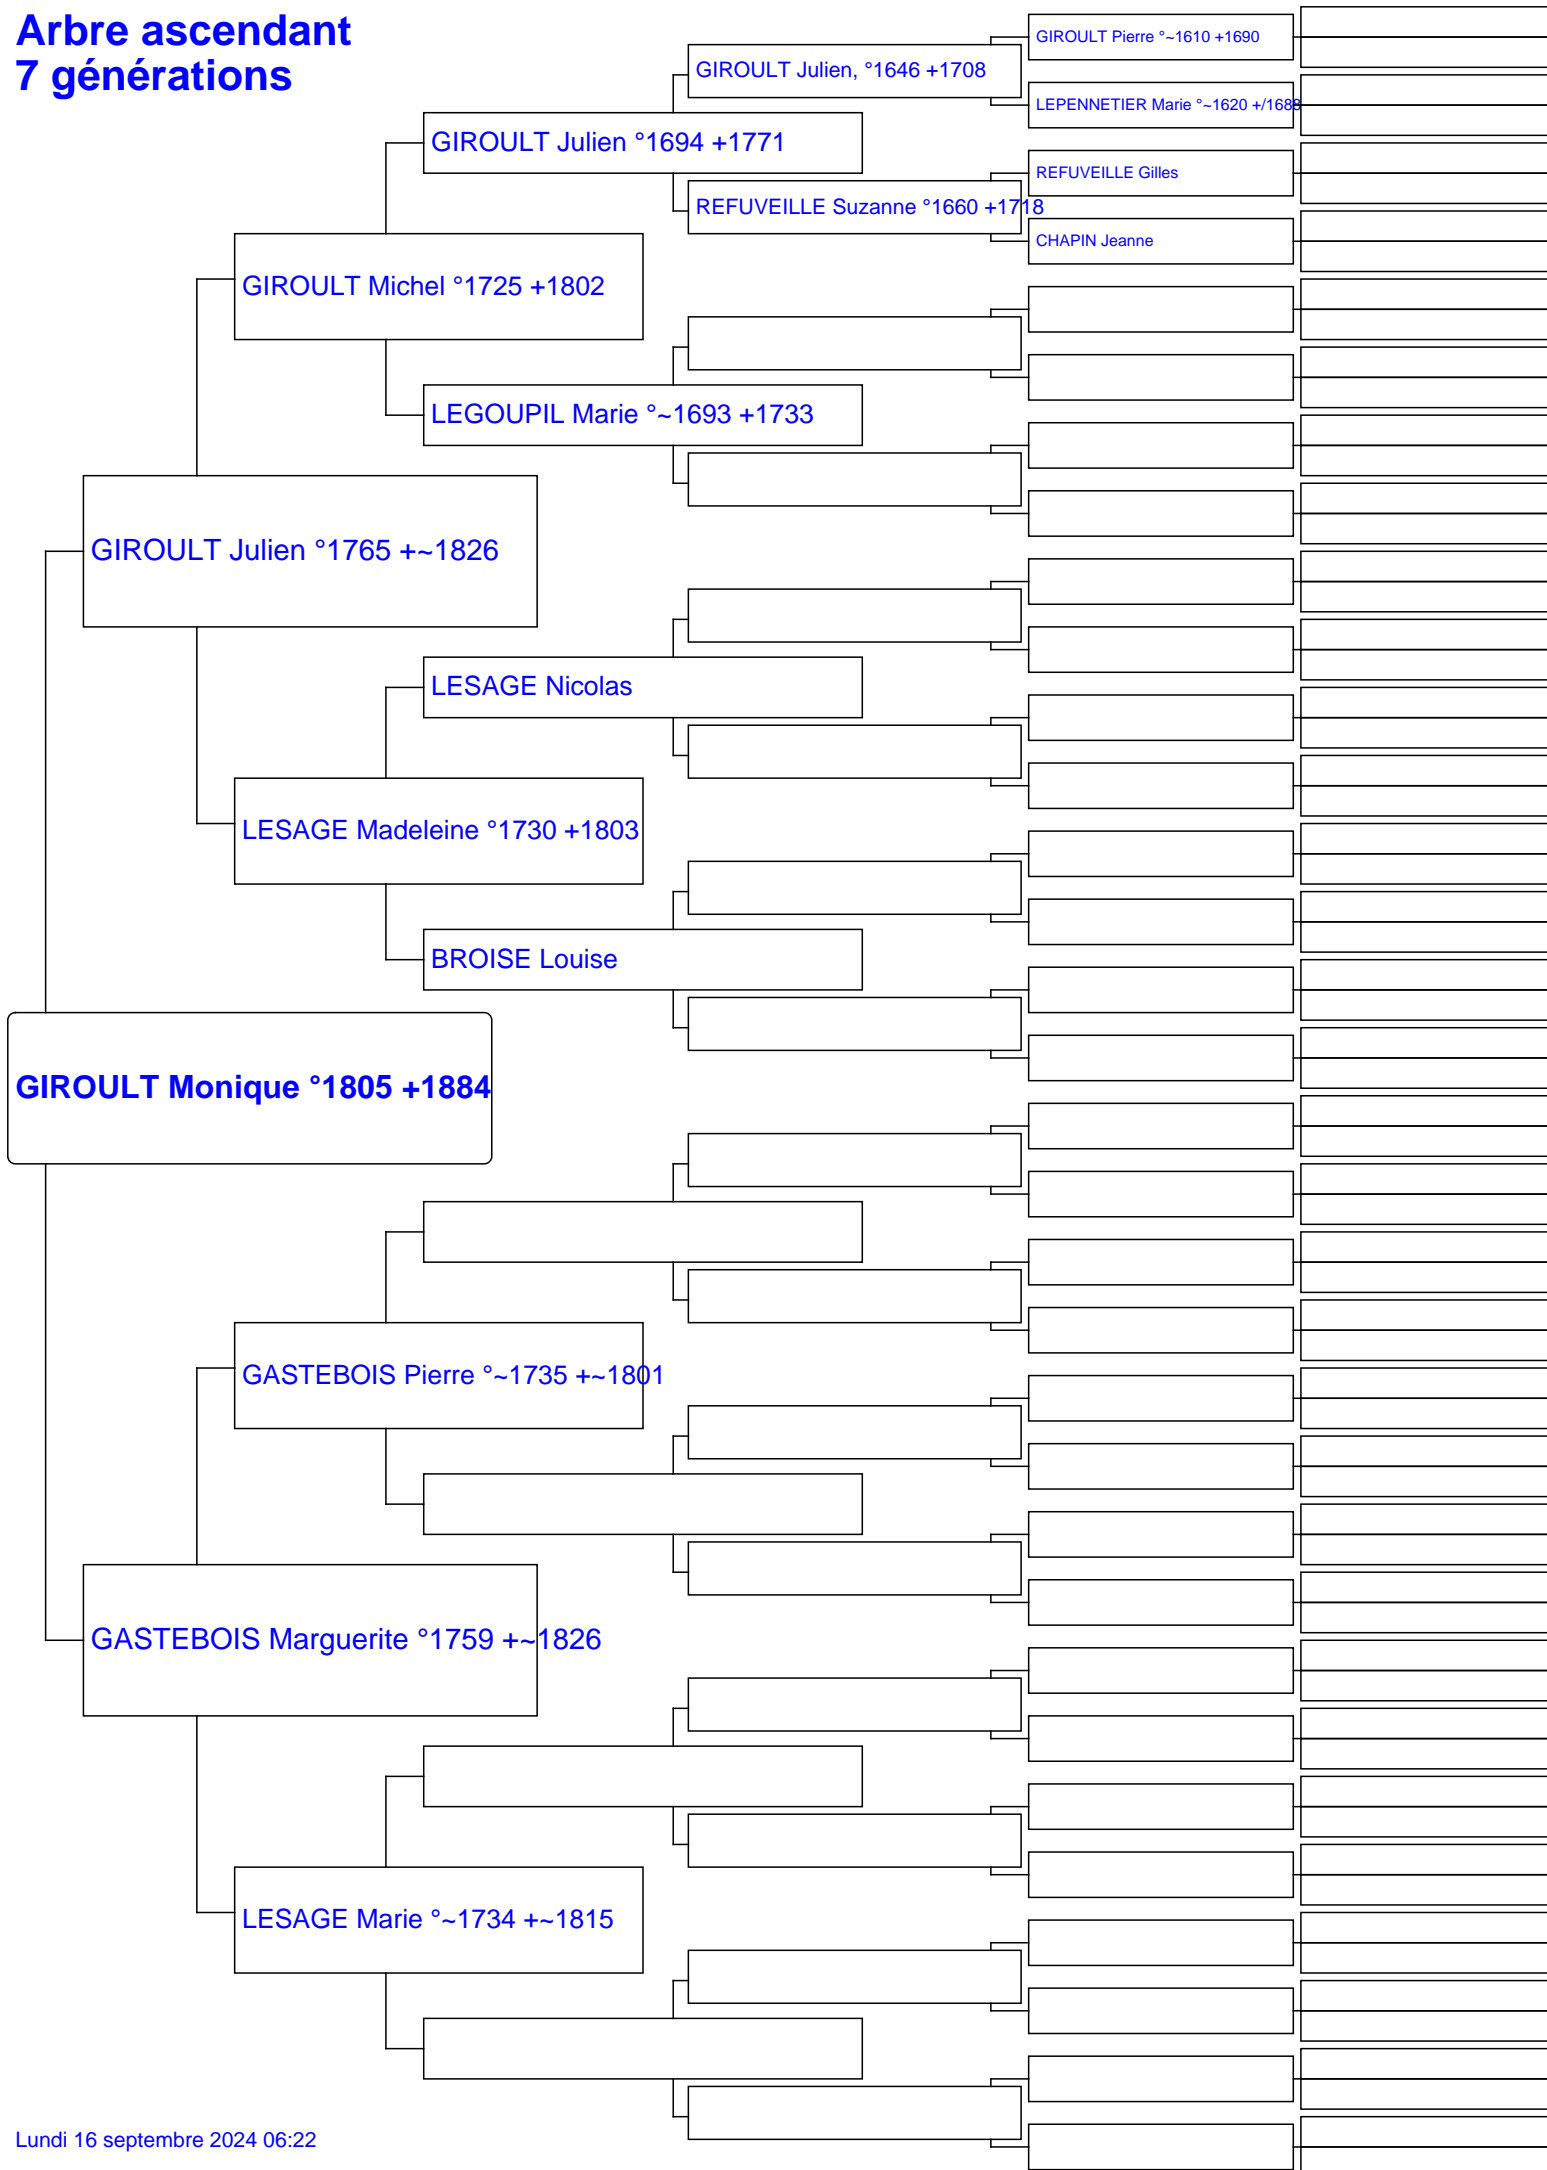 Arbre ascendant
7 générations
GIROULT Pierre °~1610 +1690
GIROULT Julien, °1646 +1708
LEPENNETIER Marie °~1620 +/1688
GIROULT Julien °1694 +1771
REFUVEILLE Gilles
REFUVEILLE Suzanne °1660 +1718
CHAPIN Jeanne
GIROULT Michel °1725 +1802
LEGOUPIL Marie °~1693 +1733
GIROULT Julien °1765 +~1826
LESAGE Nicolas
LESAGE Madeleine °1730 +1803
BROISE Louise
GIROULT Monique °1805 +1884
GASTEBOIS Pierre °~1735 +~1801
GASTEBOIS Marguerite °1759 +~1826
LESAGE Marie °~1734 +~1815
Lundi 16 septembre 2024 06:22